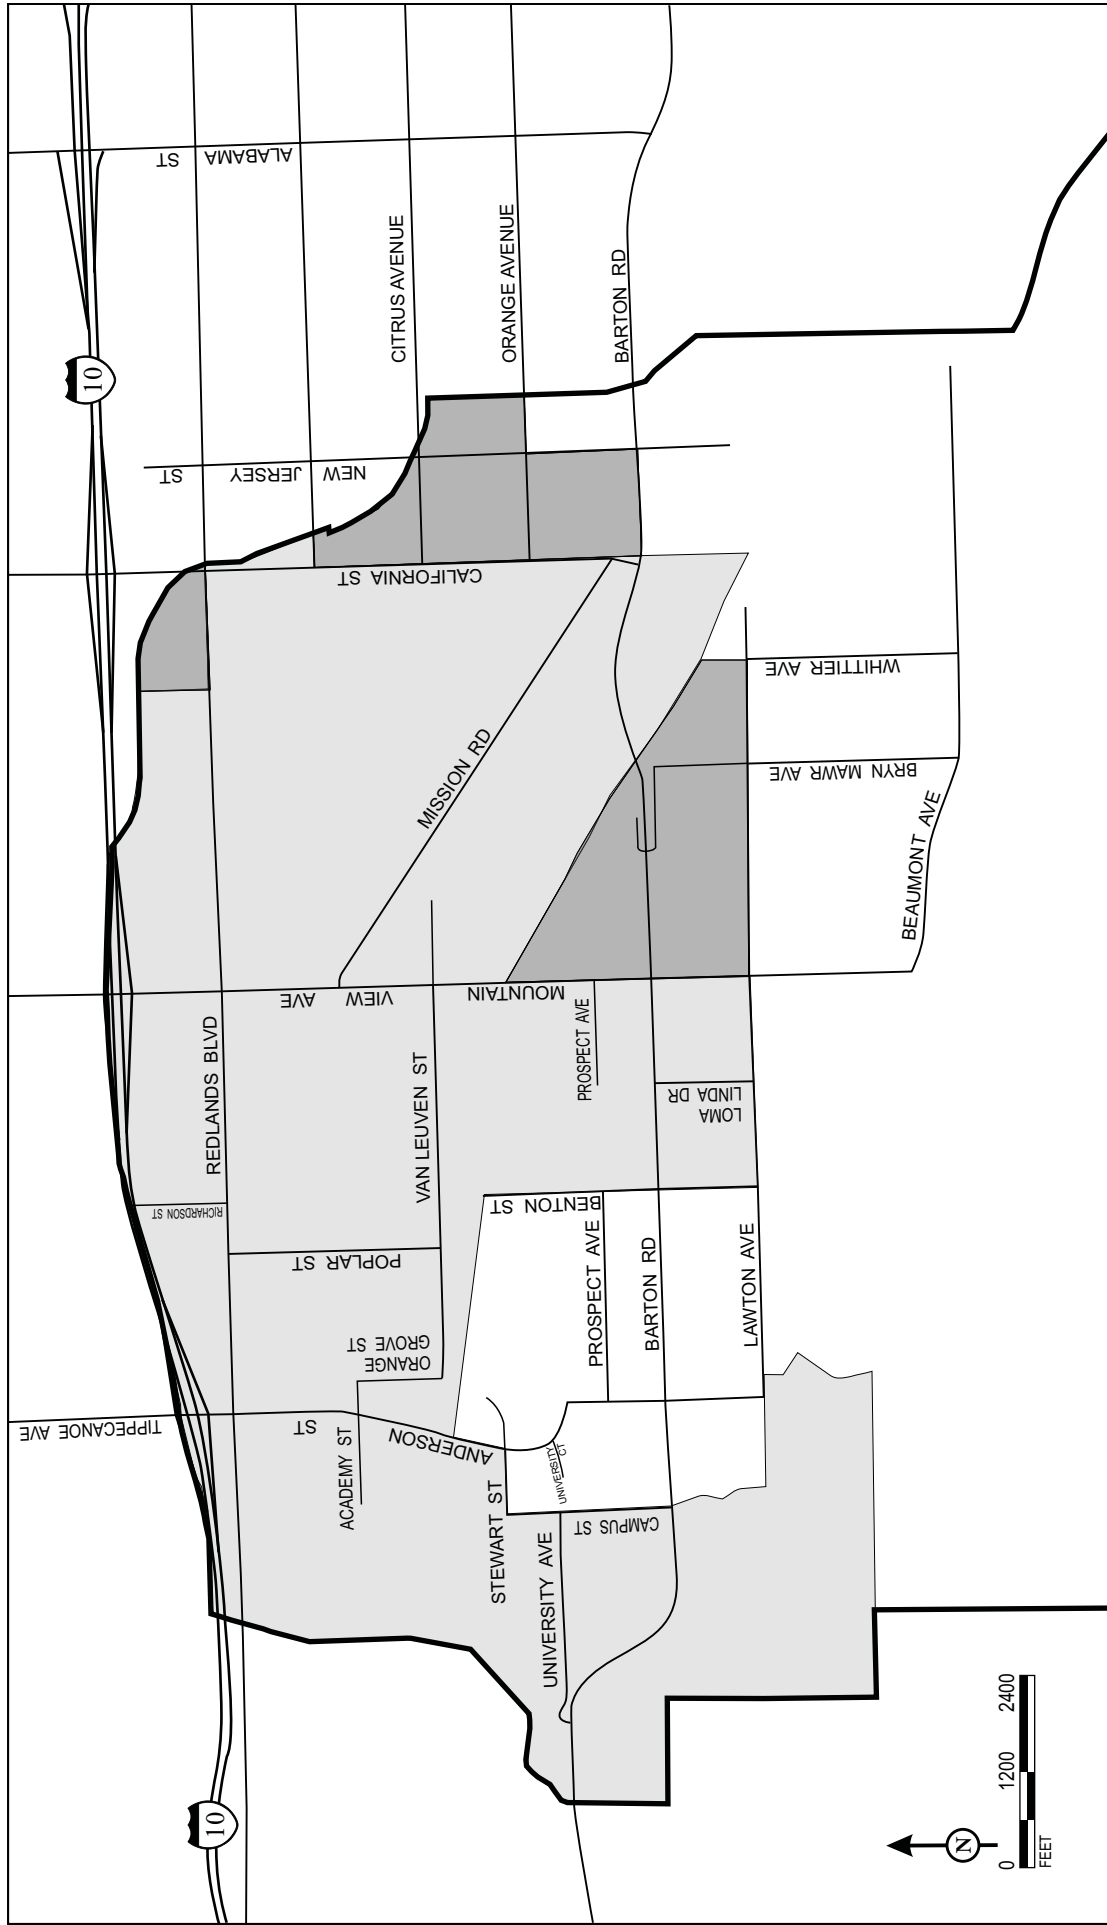 ST ALABAMA
CITRUS AVENUE
ORANGE AVENUE
BARTON RD
10
ST JERSEY NEW
CALIFORNIA ST
MISSION RD
WHITTIER AVE
BRYN MAWR AVE
BEAUMONT AVE
AVE VIEW MOUNTAIN
PROSPECT AVE
REDLANDS BLVD
VAN LEUVEN ST
LOMA
LINDA DR
RICHARDSON ST
BENTON ST
POPLAR ST
PROSPECT AVE
BARTON RD
LAWTON AVE
ORANGE
GROVE ST
TIPPECANOE AVE
ST ANDERSON
ACADEMY ST
UNIVERSITY
CT
STEWART ST
CAMPUS ST
UNIVERSITY AVE
10
N
0 1200 2400
FEET